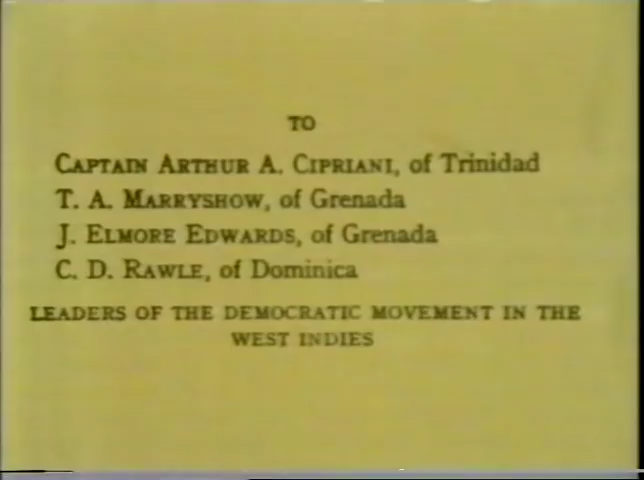 TO
CAPTAIN ARTHUR A. CIPRIANI, of Trinidad
T. A. MARRYSHOW, of Grenada
J. ELMORE EDWARDS, of Grenada
C. D. RAWLE, of Dominica
LEADERS OF THE DEMOCRATIC MOVEMENT IN THE
WEST INDIES